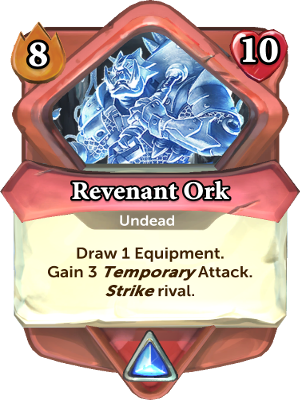 8
10
Revenant Ork
Undead
Draw 1 Equipment.
Gain 3 Temporary Attack.
Strike rival.